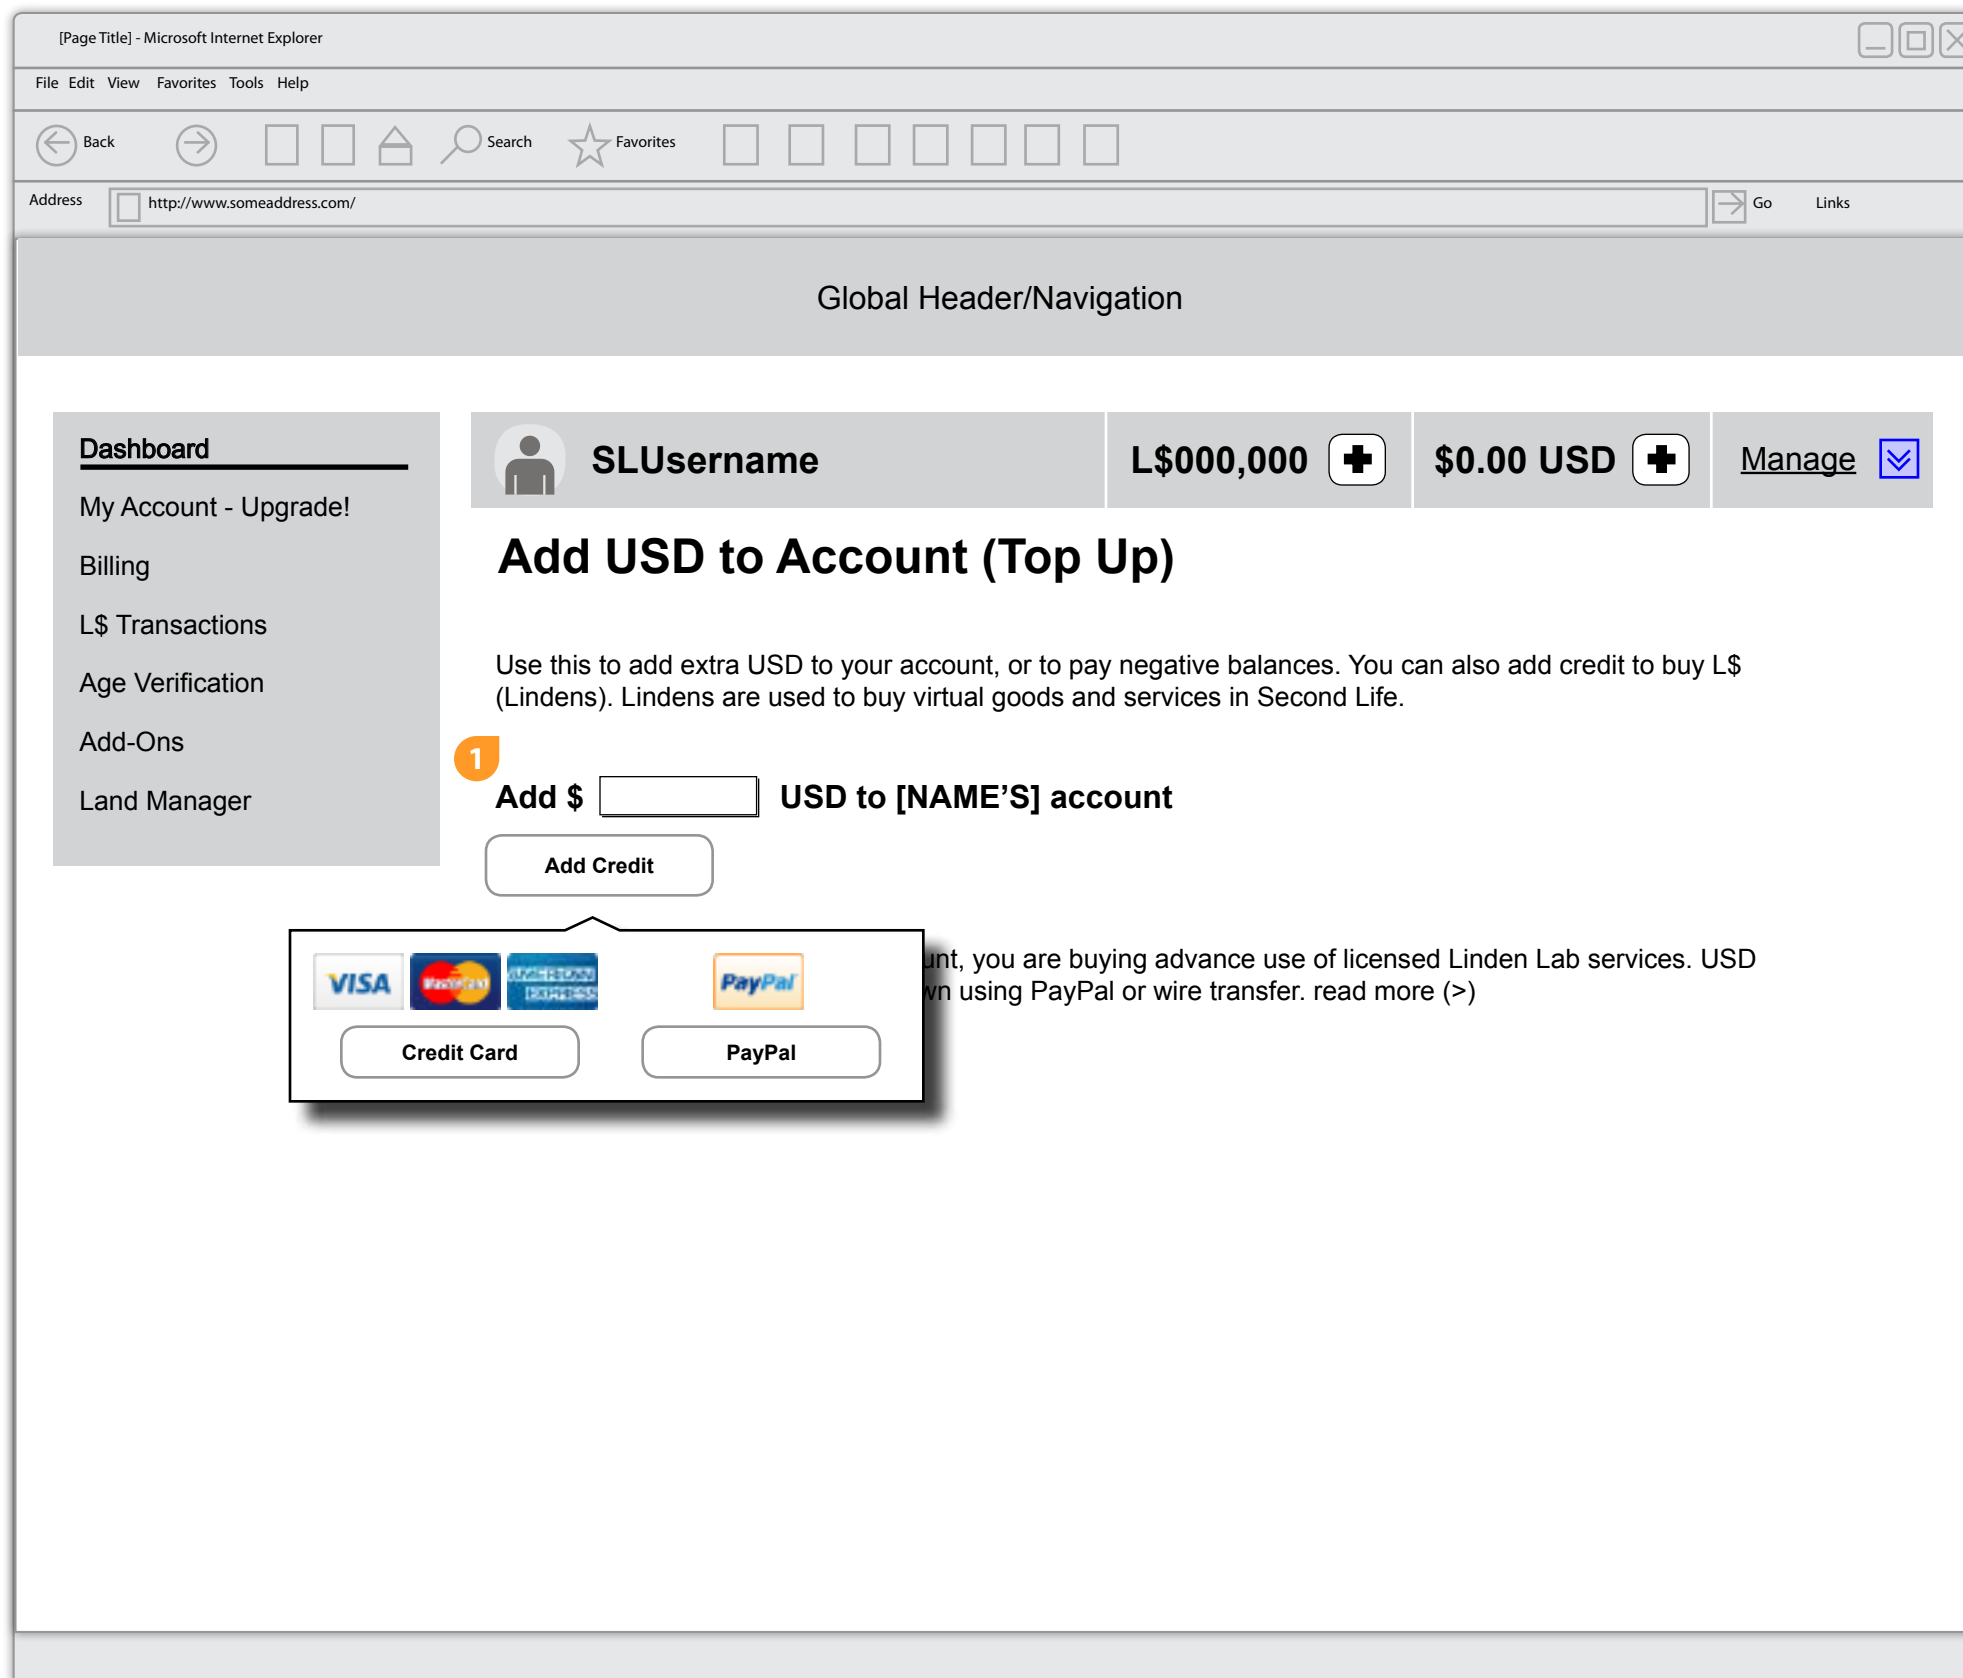 [Page Title] - Microsoft Internet Explorer
File Edit View Favorites Tools Help
Back Search Favorites
Address http://www.someaddress.com/ Go Links
Global Header/Navigation
Dashboard
My Account - Upgrade!
Billing
L$ Transactions
Age Verification
Add-Ons
Land Manager
SLUsername L$000,000 $0.00 USD Manage
Add USD to Account (Top Up)
Use this to add extra USD to your account, or to pay negative balances. You can also add credit to buy L$
(Lindens). Lindens are used to buy virtual goods and services in Second Life.
1
Add $ USD to [NAME'S] account
Add Credit
you are buying advance use of licensed Linden Lab services. USD
using PayPal or wire transfer. read more (>)
VISA MasterCard AMERICAN EXPRESS PayPal
Credit Card PayPal